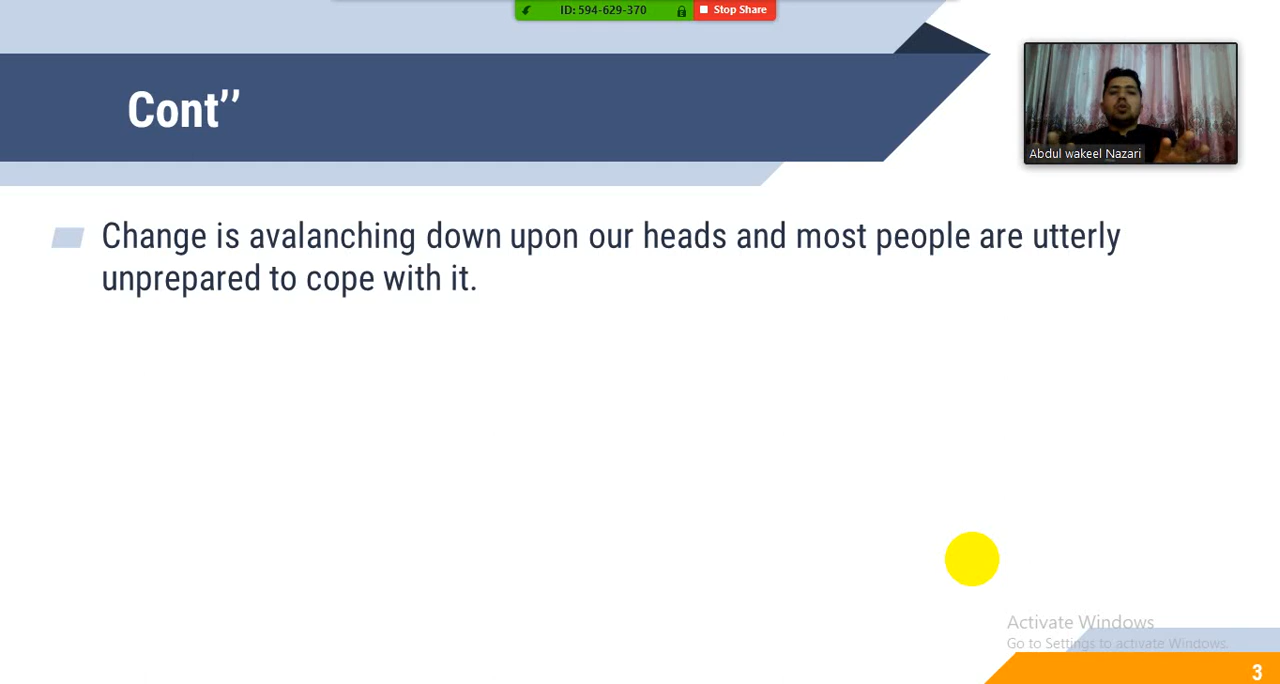 ID: 594-629-370
Stop Share
Cont’’
Abdul wakeel Nazari
Change is avalanching down upon our heads and most people are utterly
unprepared to cope with it.
Activate Windows
Go to Settings to activate Windows.
3